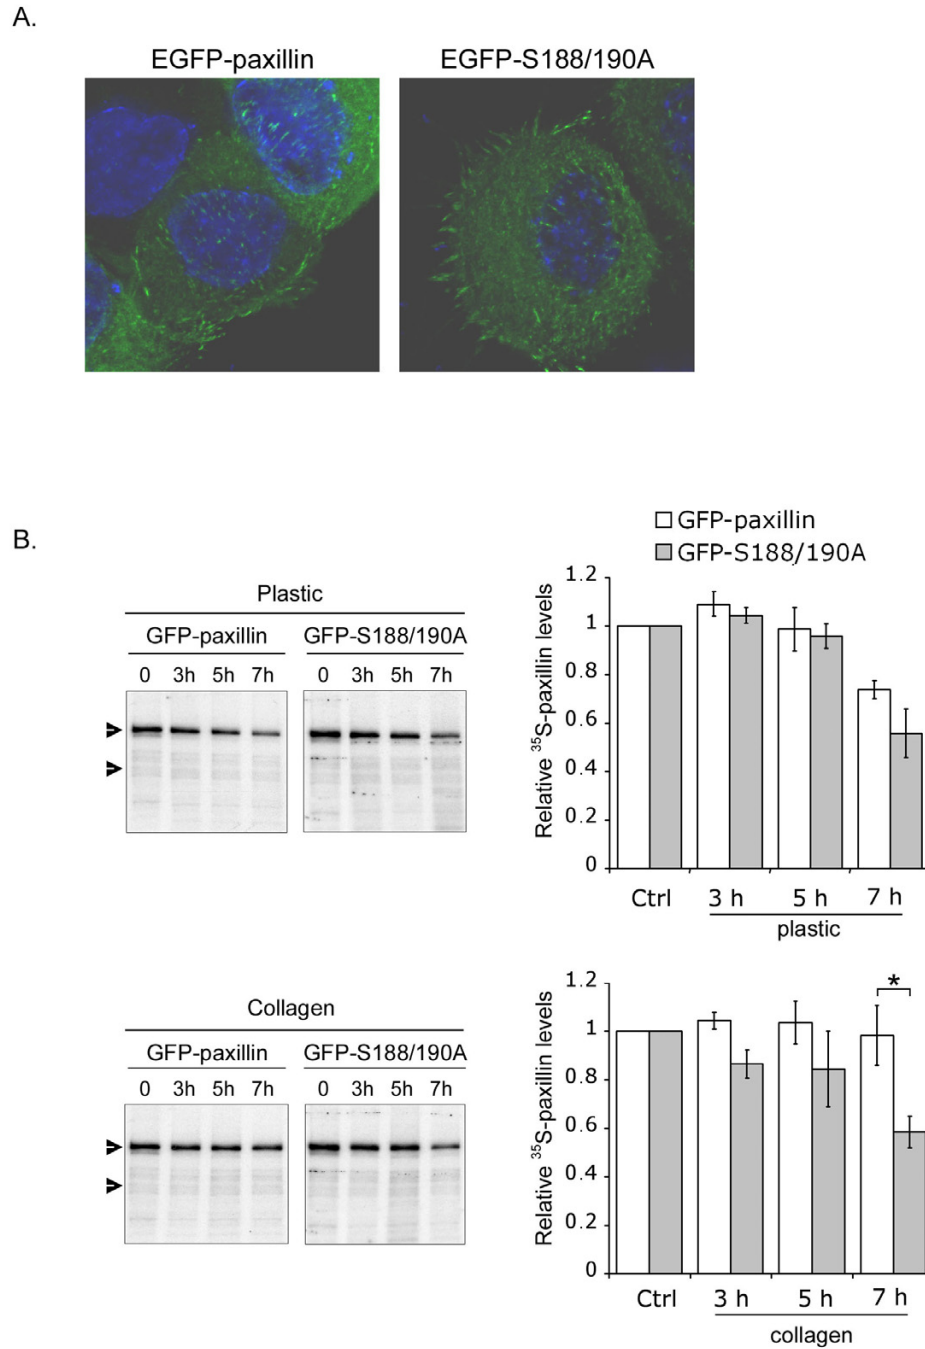 A.
EGFP-paxillin EGFP-S188/190A
B.
GFP-paxillin
GFP-S188/190A
Plastic
GFP-paxillin GFP-S188/190A
0 3h 5h 7h 0 3h 5h 7h
Relative ³⁵S-paxillin levels
1.2
1
0.8
0.6
0.4
0.2
0
Ctrl 3 h 5 h 7 h
plastic
Collagen
GFP-paxillin GFP-S188/190A
0 3h 5h 7h 0 3h 5h 7h
Relative ³⁵S-paxillin levels
1.2
1
0.8
0.6
0.4
0.2
0
*
Ctrl 3 h 5 h 7 h
collagen